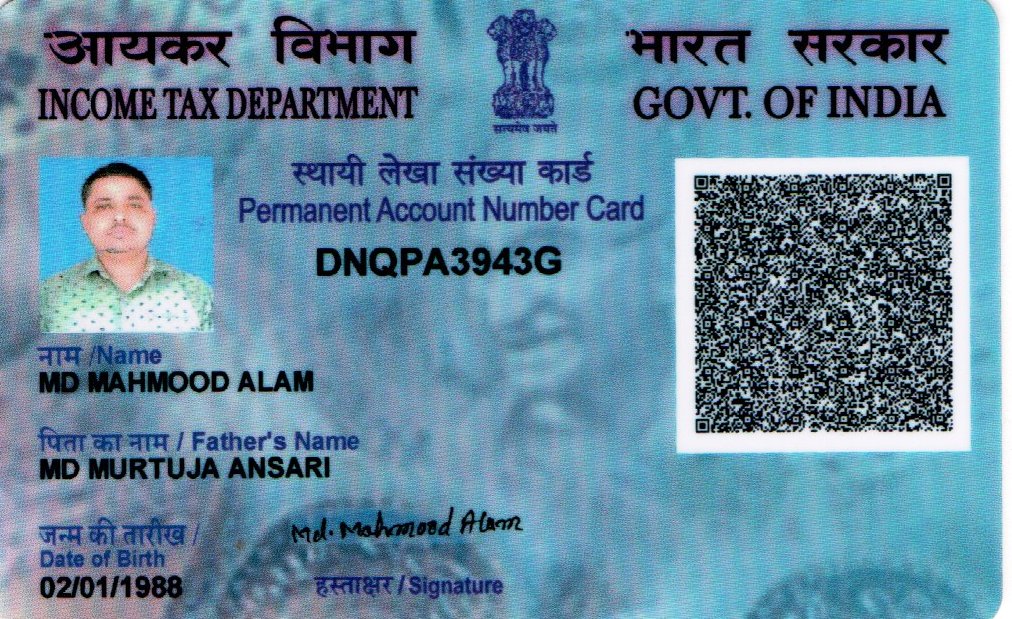 आयकर विभाग
INCOME TAX DEPARTMENT
सत्यमेव जयते
भारत सरकार
GOVT. OF INDIA
स्थायी लेखा संख्या कार्ड
Permanent Account Number Card
DNQPA3943G
नाम /Name
MD MAHMOOD ALAM
पिता का नाम / Father's Name
MD MURTUJA ANSARI
जन्म की तारीख /
Date of Birth
02/01/1988
Md. Mahmood Alam
हस्ताक्षर / Signature